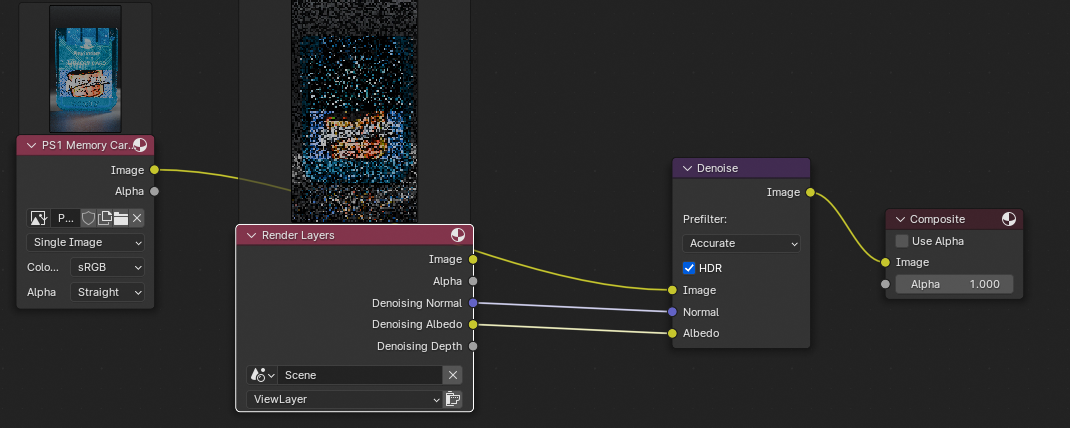 PS1 Memory Car...
Image
Alpha
P...
Single Image
Colo... sRGB
Alpha Straight
Render Layers
Image
Alpha
Denoising Normal
Denoising Albedo
Denoising Depth
Scene
ViewLayer
Denoise
Image
Prefilter:
Accurate
HDR
Image
Normal
Albedo
Composite
Use Alpha
Image
Alpha 1.000